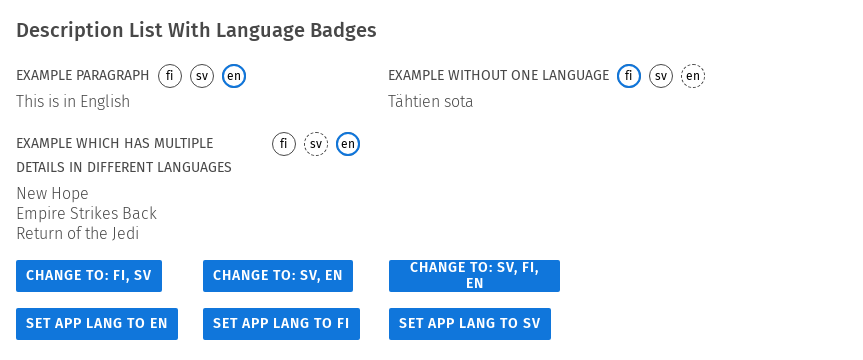 Description List With Language Badges
EXAMPLE PARAGRAPH fi sv en
This is in English
EXAMPLE WITHOUT ONE LANGUAGE fi sv en
Tähtien sota
EXAMPLE WHICH HAS MULTIPLE fi sv en
DETAILS IN DIFFERENT LANGUAGES
New Hope
Empire Strikes Back
Return of the Jedi
CHANGE TO: FI, SV
CHANGE TO: SV, EN
CHANGE TO: SV, FI,
EN
SET APP LANG TO EN
SET APP LANG TO FI
SET APP LANG TO SV